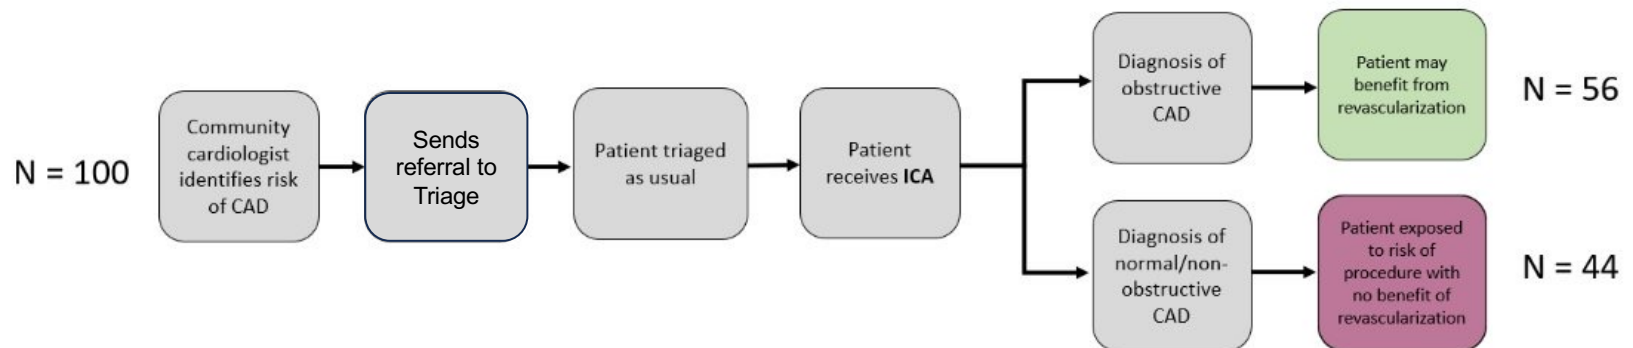 N = 100
Community
cardiologist
identifies risk
of CAD
Sends
referral to
Triage
Patient triaged
as usual
Patient
receives ICA
Diagnosis of
obstructive
CAD
Patient may
benefit from
revascularization
N = 56
Diagnosis of
normal/non-
obstructive
CAD
Patient exposed
to risk of
procedure with
no benefit of
revascularization
N = 44